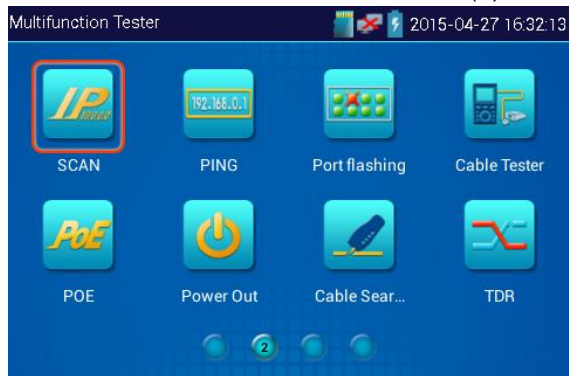 Multifunction Tester 2015-04-27 16:32:13
IP
192.168.0.1
SCAN PING Port flashing Cable Tester
PoE
POE Power Out Cable Sear... TDR
2